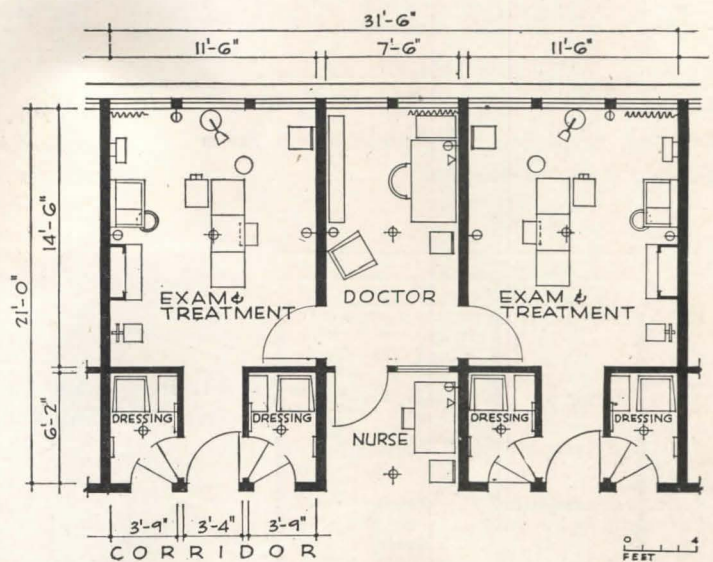 31'-6"
11'-6" 7'-6" 11'-6"
14'-6"
21'-0"
6'-2"
EXAM & TREATMENT
DOCTOR
EXAM & TREATMENT
DRESSING
DRESSING
NURSE
DRESSING
DRESSING
3'-9" 3'-4" 3'-9"
CORRIDOR
0 4
FEET